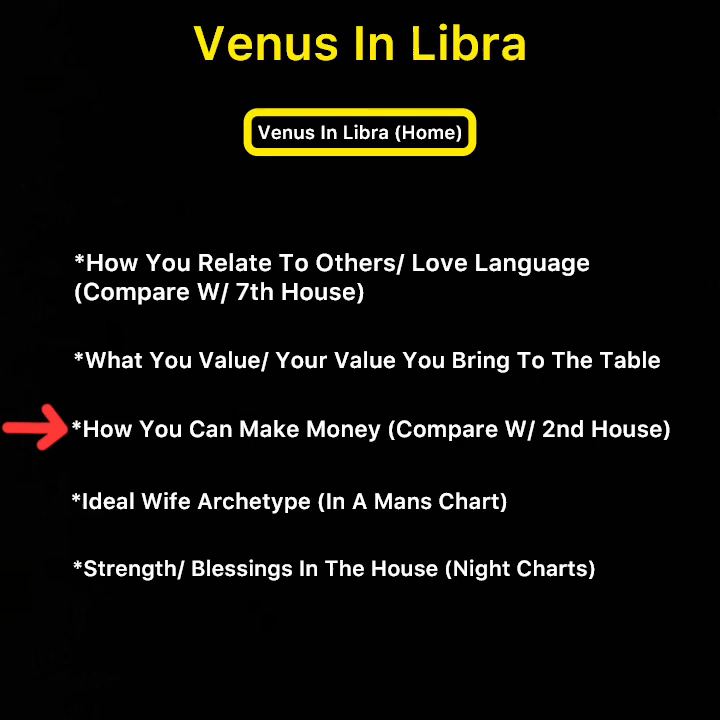 Venus In Libra
Venus In Libra (Home)
*How You Relate To Others/ Love Language
(Compare W/ 7th House)
*What You Value/ Your Value You Bring To The Table
*How You Can Make Money (Compare W/ 2nd House)
*Ideal Wife Archetype (In A Mans Chart)
*Strength/ Blessings In The House (Night Charts)